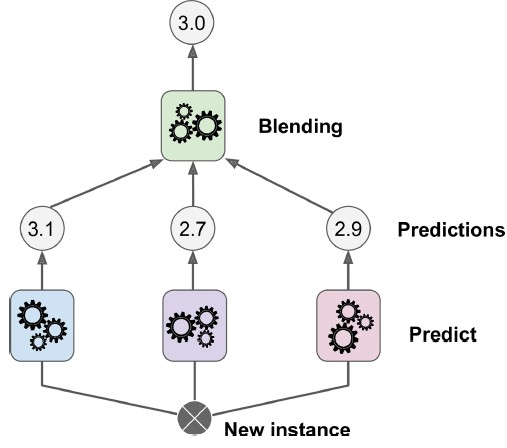 3.0
Blending
3.1
2.7
2.9
Predictions
Predict
New instance